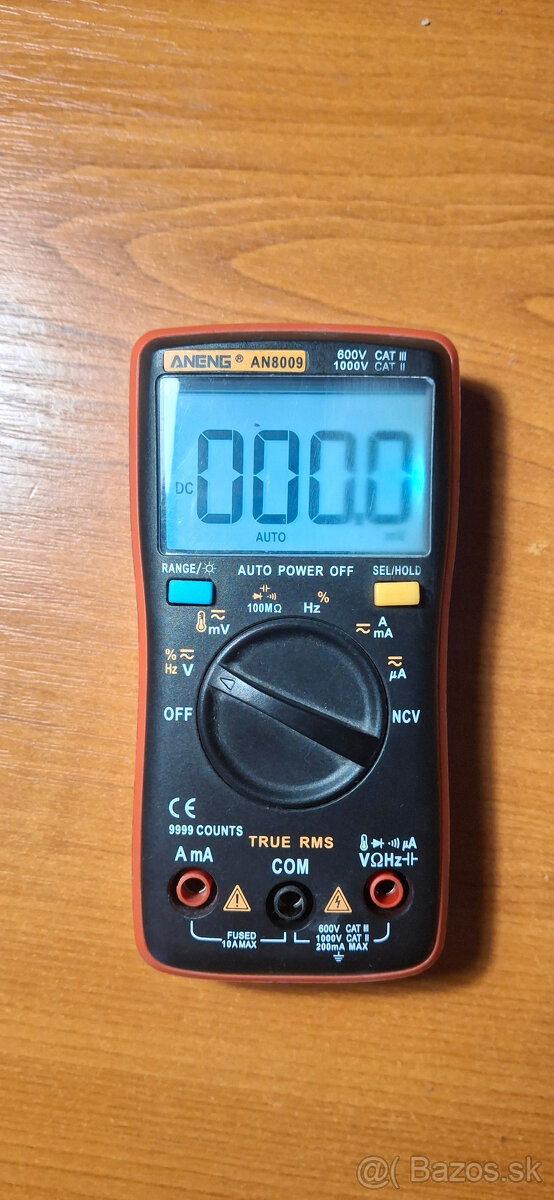 ANENG® AN8009
600V CAT III
1000V CAT II
DC 000.0
AUTO
RANGE/☼ AUTO POWER OFF SEL/HOLD
mV
100MΩ
Hz %
A
mA
% Hz V
μA
OFF
NCV
CE
9999 COUNTS
TRUE RMS
A mA
COM
μA
VΩHz
FUSED
10A MAX
600V CAT III
1000V CAT II
200mA MAX
@( Bazos.sk